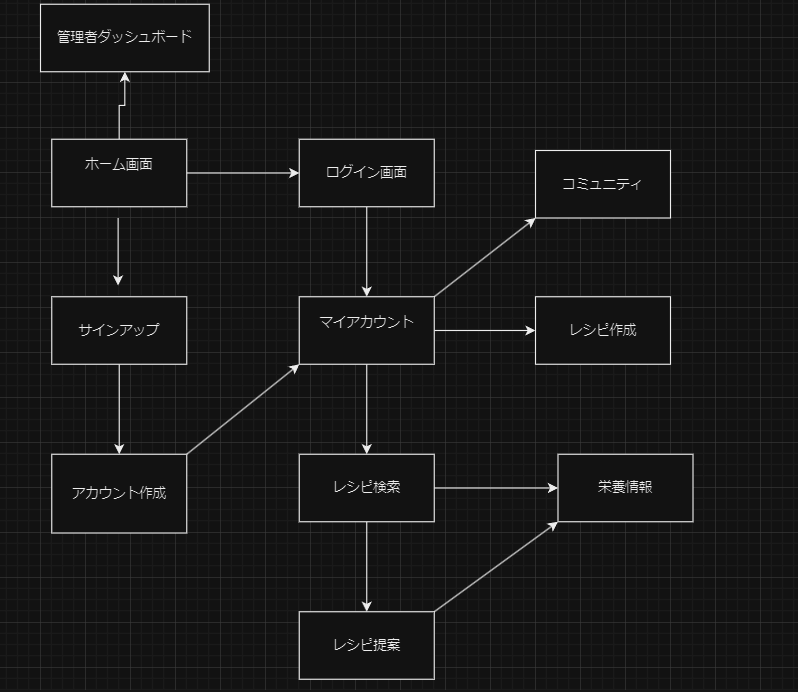 管理者ダッシュボード
ホーム画面
ログイン画面
コミュニティ
サインアップ
マイアカウント
レシピ作成
アカウント作成
レシピ検索
栄養情報
レシピ提案